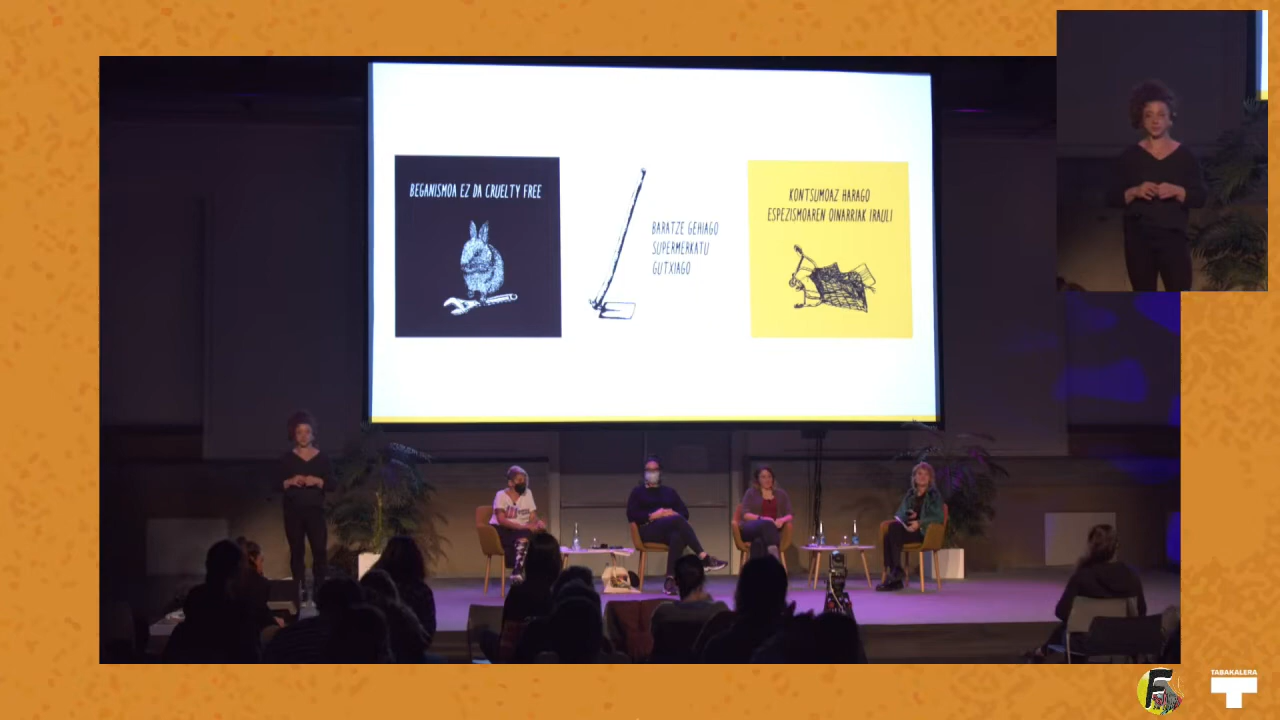 BEGANISMOA EZ DA CRUELTY FREE
BARATZE GEHIAGO
SUPERMERKATU
GUTXIAGO
KONTSUMOAZ HARAGO
ESPEZISMOAREN OINARRIAK IRAULI
TABAKALERA